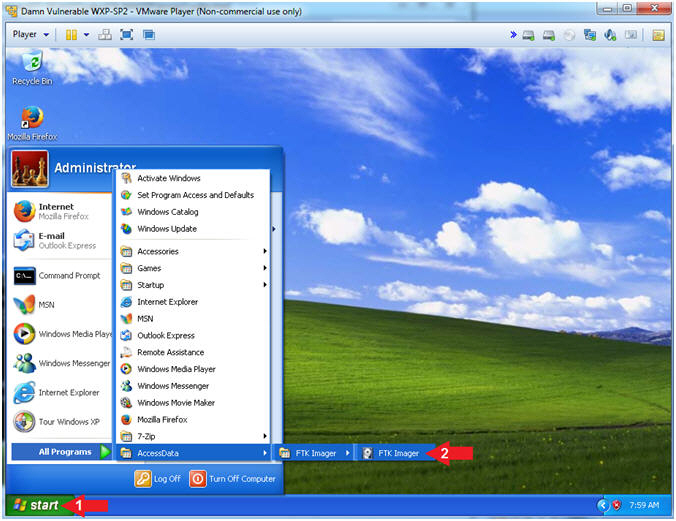 Damn Vulnerable WXP-SP2 - VMware Player (Non-commercial use only)
Player
Recycle Bin
Mozilla Firefox
Administrator
Internet
Mozilla Firefox
E-mail
Outlook Express
Command Prompt
MSN
Windows Media Playe
Windows Messenger
Internet Explorer
Tour Windows XP
All Programs
Activate Windows
Set Program Access and Defaults
Windows Catalog
Windows Update
Accessories
Games
Startup
Internet Explorer
MSN
Outlook Express
Remote Assistance
Windows Media Player
Windows Messenger
Windows Movie Maker
Mozilla Firefox
7-Zip
AccessData
FTK Imager
FTK Imager
2
Log Off
Turn Off Computer
start
1
7:59 AM